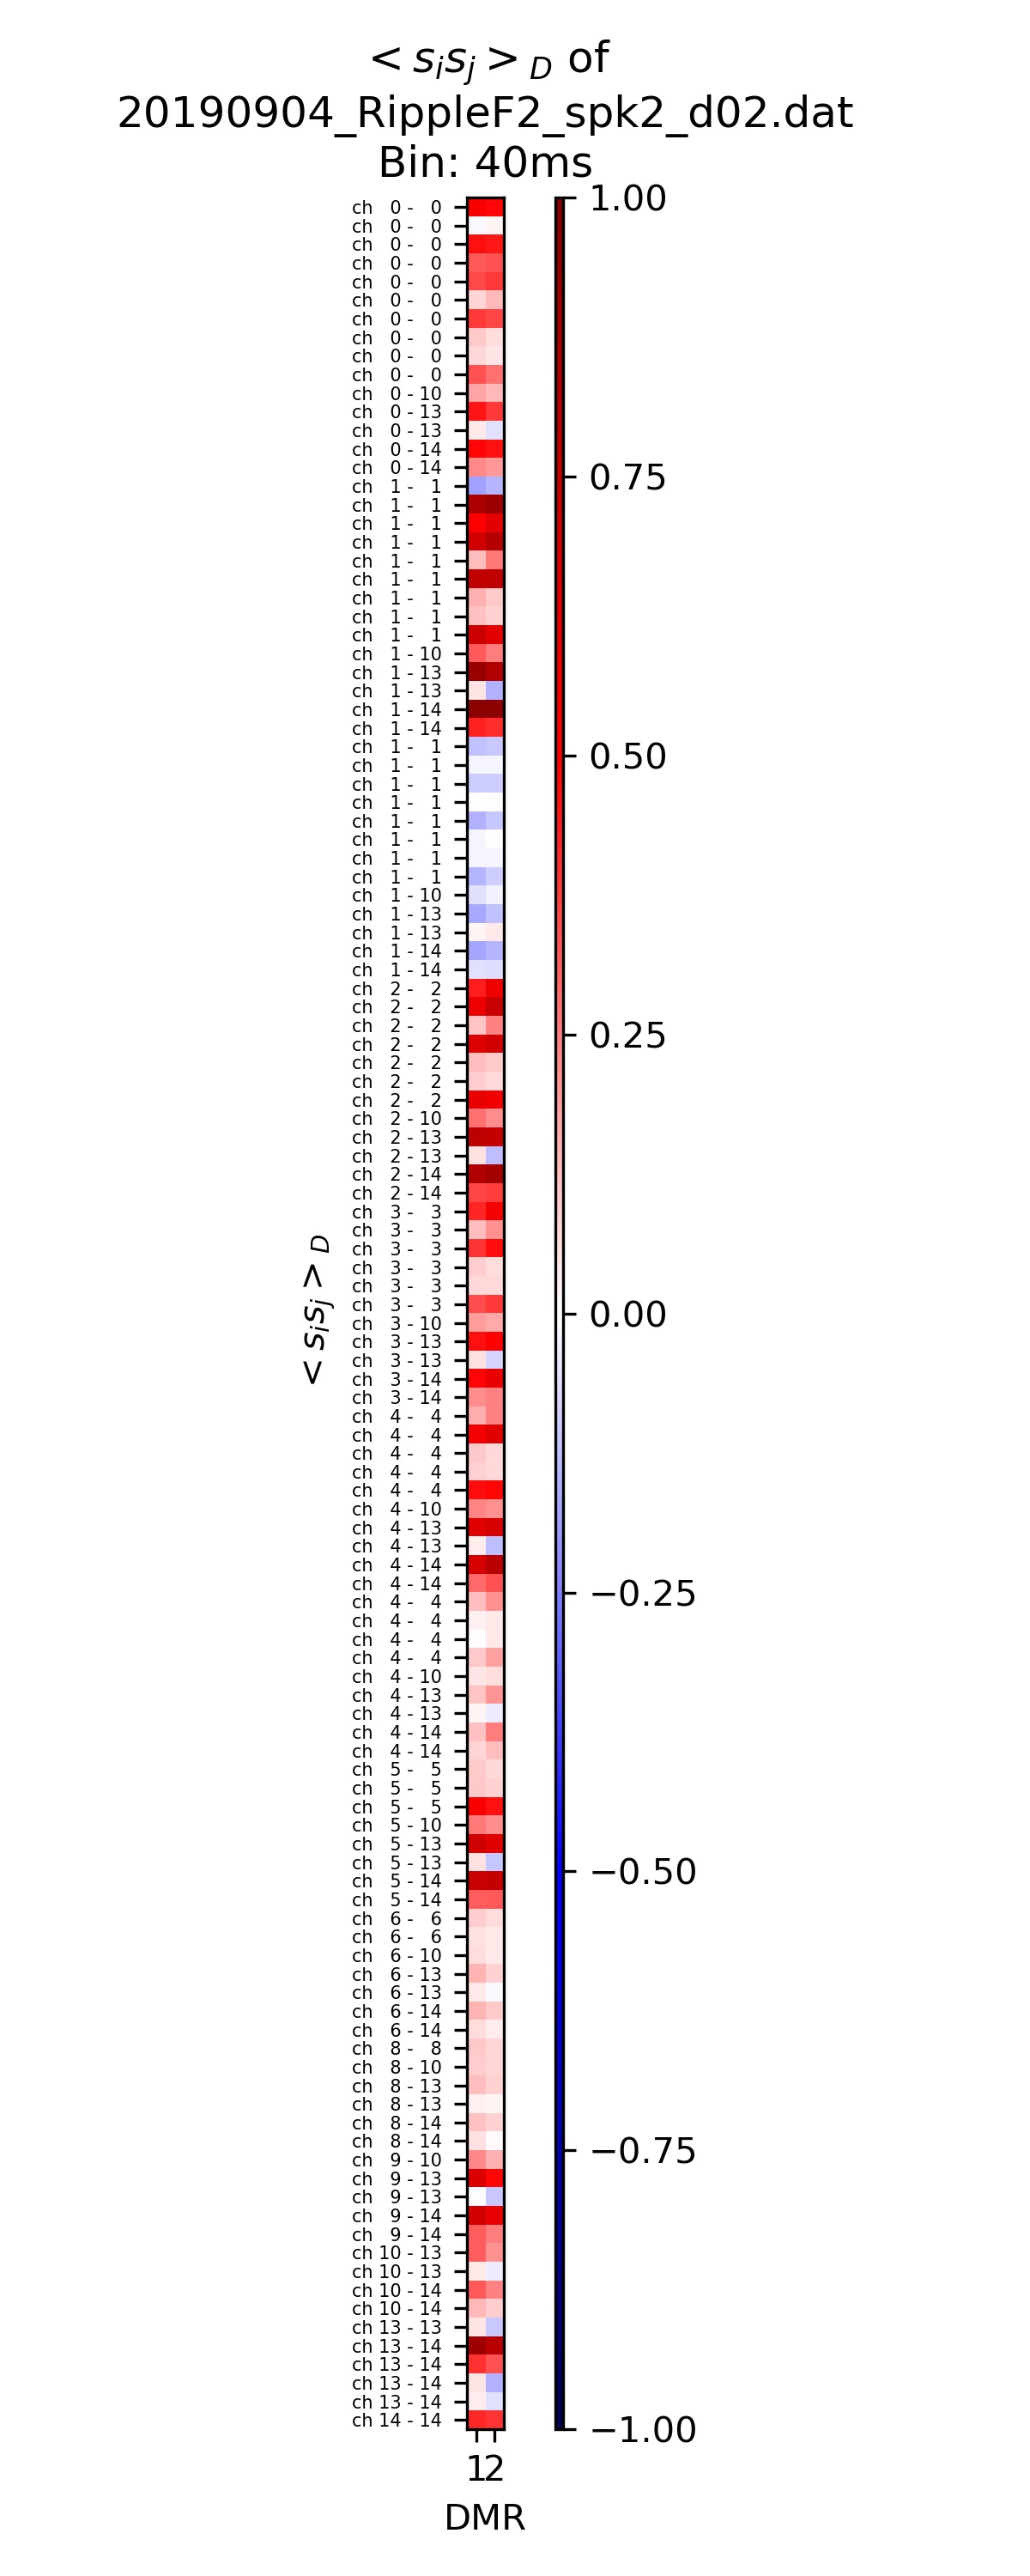 < s_i s_j >_D of
20190904_RippleF2_spk2_d02.dat
Bin: 40ms
ch 0 - 0
ch 0 - 0
ch 0 - 0
ch 0 - 0
ch 0 - 0
ch 0 - 0
ch 0 - 0
ch 0 - 0
ch 0 - 0
ch 0 - 0
ch 0 - 10
ch 0 - 13
ch 0 - 13
ch 0 - 14
ch 0 - 14
ch 1 - 1
ch 1 - 1
ch 1 - 1
ch 1 - 1
ch 1 - 1
ch 1 - 1
ch 1 - 1
ch 1 - 1
ch 1 - 1
ch 1 - 10
ch 1 - 13
ch 1 - 13
ch 1 - 14
ch 1 - 14
ch 1 - 1
ch 1 - 1
ch 1 - 1
ch 1 - 1
ch 1 - 1
ch 1 - 1
ch 1 - 1
ch 1 - 1
ch 1 - 10
ch 1 - 13
ch 1 - 13
ch 1 - 14
ch 1 - 14
ch 2 - 2
ch 2 - 2
ch 2 - 2
ch 2 - 2
ch 2 - 2
ch 2 - 2
ch 2 - 2
ch 2 - 10
ch 2 - 13
ch 2 - 13
ch 2 - 14
ch 2 - 14
ch 3 - 3
ch 3 - 3
ch 3 - 3
ch 3 - 3
ch 3 - 3
ch 3 - 3
ch 3 - 10
ch 3 - 13
ch 3 - 13
ch 3 - 14
ch 3 - 14
ch 4 - 4
ch 4 - 4
ch 4 - 4
ch 4 - 4
ch 4 - 4
ch 4 - 10
ch 4 - 13
ch 4 - 13
ch 4 - 14
ch 4 - 14
ch 4 - 4
ch 4 - 4
ch 4 - 4
ch 4 - 4
ch 4 - 10
ch 4 - 13
ch 4 - 13
ch 4 - 14
ch 4 - 14
ch 5 - 5
ch 5 - 5
ch 5 - 5
ch 5 - 10
ch 5 - 13
ch 5 - 13
ch 5 - 14
ch 5 - 14
ch 6 - 6
ch 6 - 6
ch 6 - 10
ch 6 - 13
ch 6 - 13
ch 6 - 14
ch 6 - 14
ch 8 - 8
ch 8 - 10
ch 8 - 13
ch 8 - 13
ch 8 - 14
ch 8 - 14
ch 9 - 10
ch 9 - 13
ch 9 - 13
ch 9 - 14
ch 9 - 14
ch 10 - 13
ch 10 - 13
ch 10 - 14
ch 10 - 14
ch 13 - 13
ch 13 - 14
ch 13 - 14
ch 13 - 14
ch 13 - 14
ch 14 - 14
< s_i s_j >_D
1 2
DMR
1.00
0.75
0.50
0.25
0.00
−0.25
−0.50
−0.75
−1.00